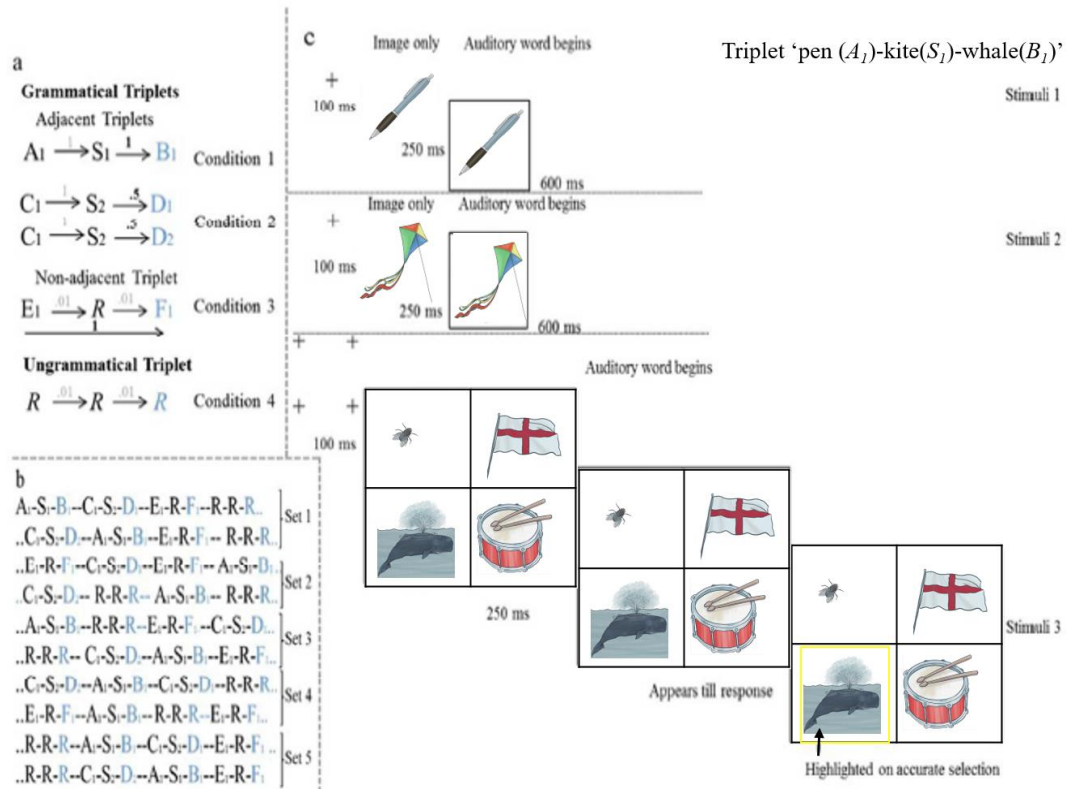 a
Grammatical Triplets
Adjacent Triplets
A1 1→ S1 1→ B1 Condition 1
C1 1→ S2 .5→ D1
C1 1→ S2 .5→ D2
Condition 2
Non-adjacent Triplet
E1 .01→ R .01→ F1 Condition 3
1
Ungrammatical Triplet
R .01→ R .01→ R Condition 4
b
A1-S1-B1--C1-S2-D1--E1-R-F1--R-R-R..
..C1-S2-D2--A1-S1-B1--E1-R-F1-- R-R-R..
Set 1
..E1-R-F1--C1-S2-D1--E1-R-F1-- A1-S1-B1..
..C1-S2-D2-- R-R-R-- A1-S1-B1-- R-R-R..
Set 2
..A1-S1-B1--R-R-R--E1-R-F1--C1-S2-D1..
..R-R-R-- C1-S2-D2--A1-S1-B1--E1-R-F1..
Set 3
..C1-S2-D2--A1-S1-B1--C1-S2-D1--R-R-R..
..E1-R-F1--A1-S1-B1--R-R-R--E1-R-F1..
Set 4
..R-R-R--A1-S1-B1--C1-S2-D--E1-R-F1..
..R-R-R--C1-S2-D2--A1-S1-B1--E1-R-F1
Set 5
c
Image only Auditory word begins
Triplet ‘pen (A1)-kite(S1)-whale(B1)’
Stimuli 1
100 ms
250 ms
600 ms
Image only Auditory word begins
Stimuli 2
100 ms
250 ms
600 ms
Auditory word begins
100 ms
250 ms
Appears till response
Stimuli 3
Highlighted on accurate selection